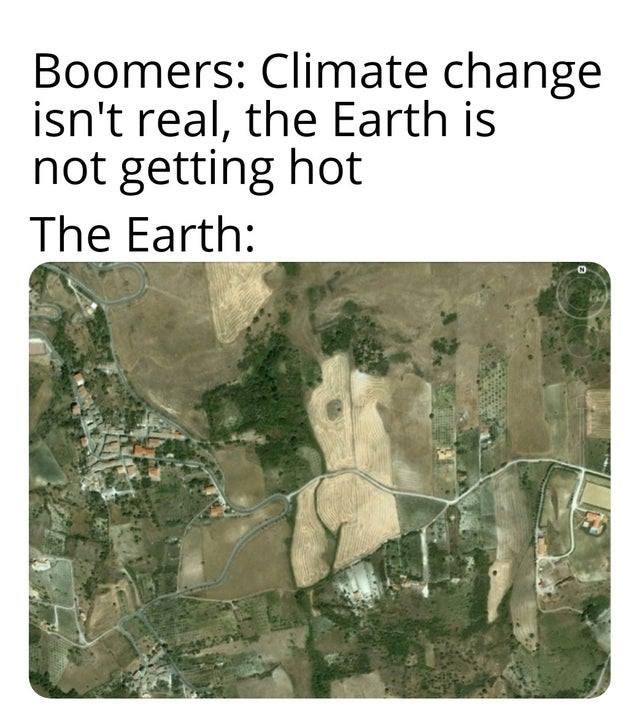 Boomers: Climate change
isn't real, the Earth is
not getting hot
The Earth:
N